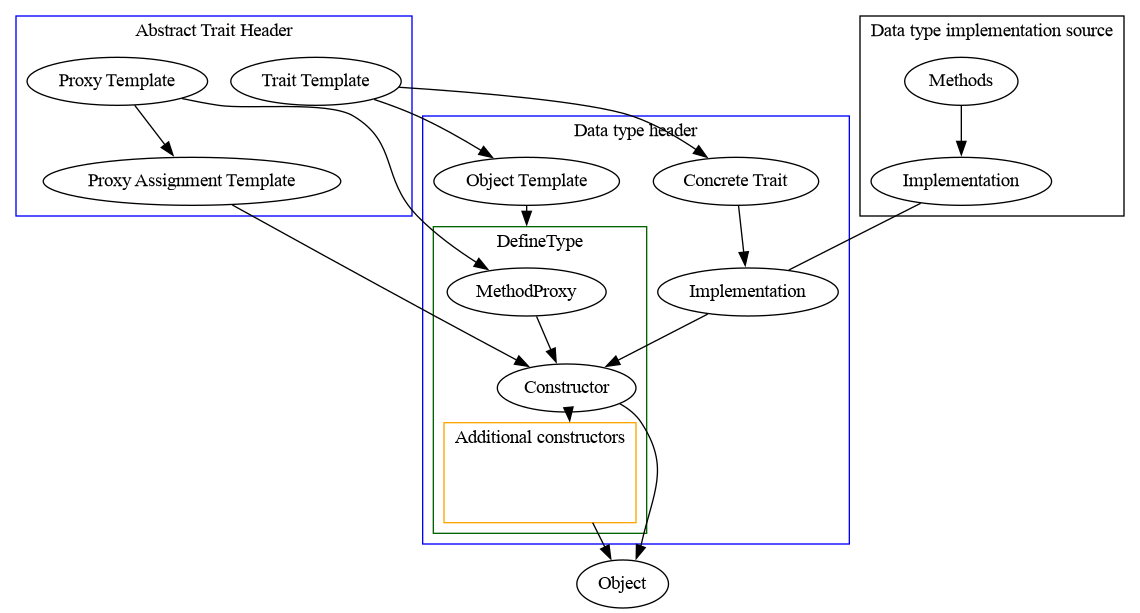 Abstract Trait Header
Data type implementation source
Proxy Template
Trait Template
Methods
Data type header
Proxy Assignment Template
Object Template
Concrete Trait
Implementation
DefineType
MethodProxy
Implementation
Constructor
Additional constructors
Object